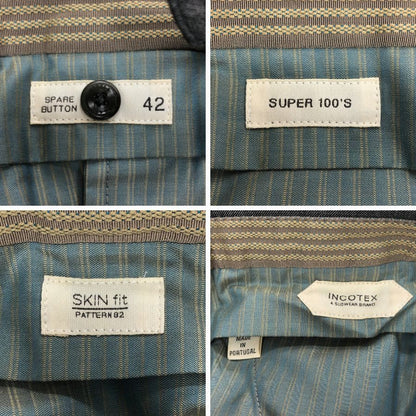 SPARE
BUTTON
42
SUPER 100'S
SKIN fit
PATTERN 82
INCOTEX
A SLOWEAR BRAND
MADE
IN
PORTUGAL